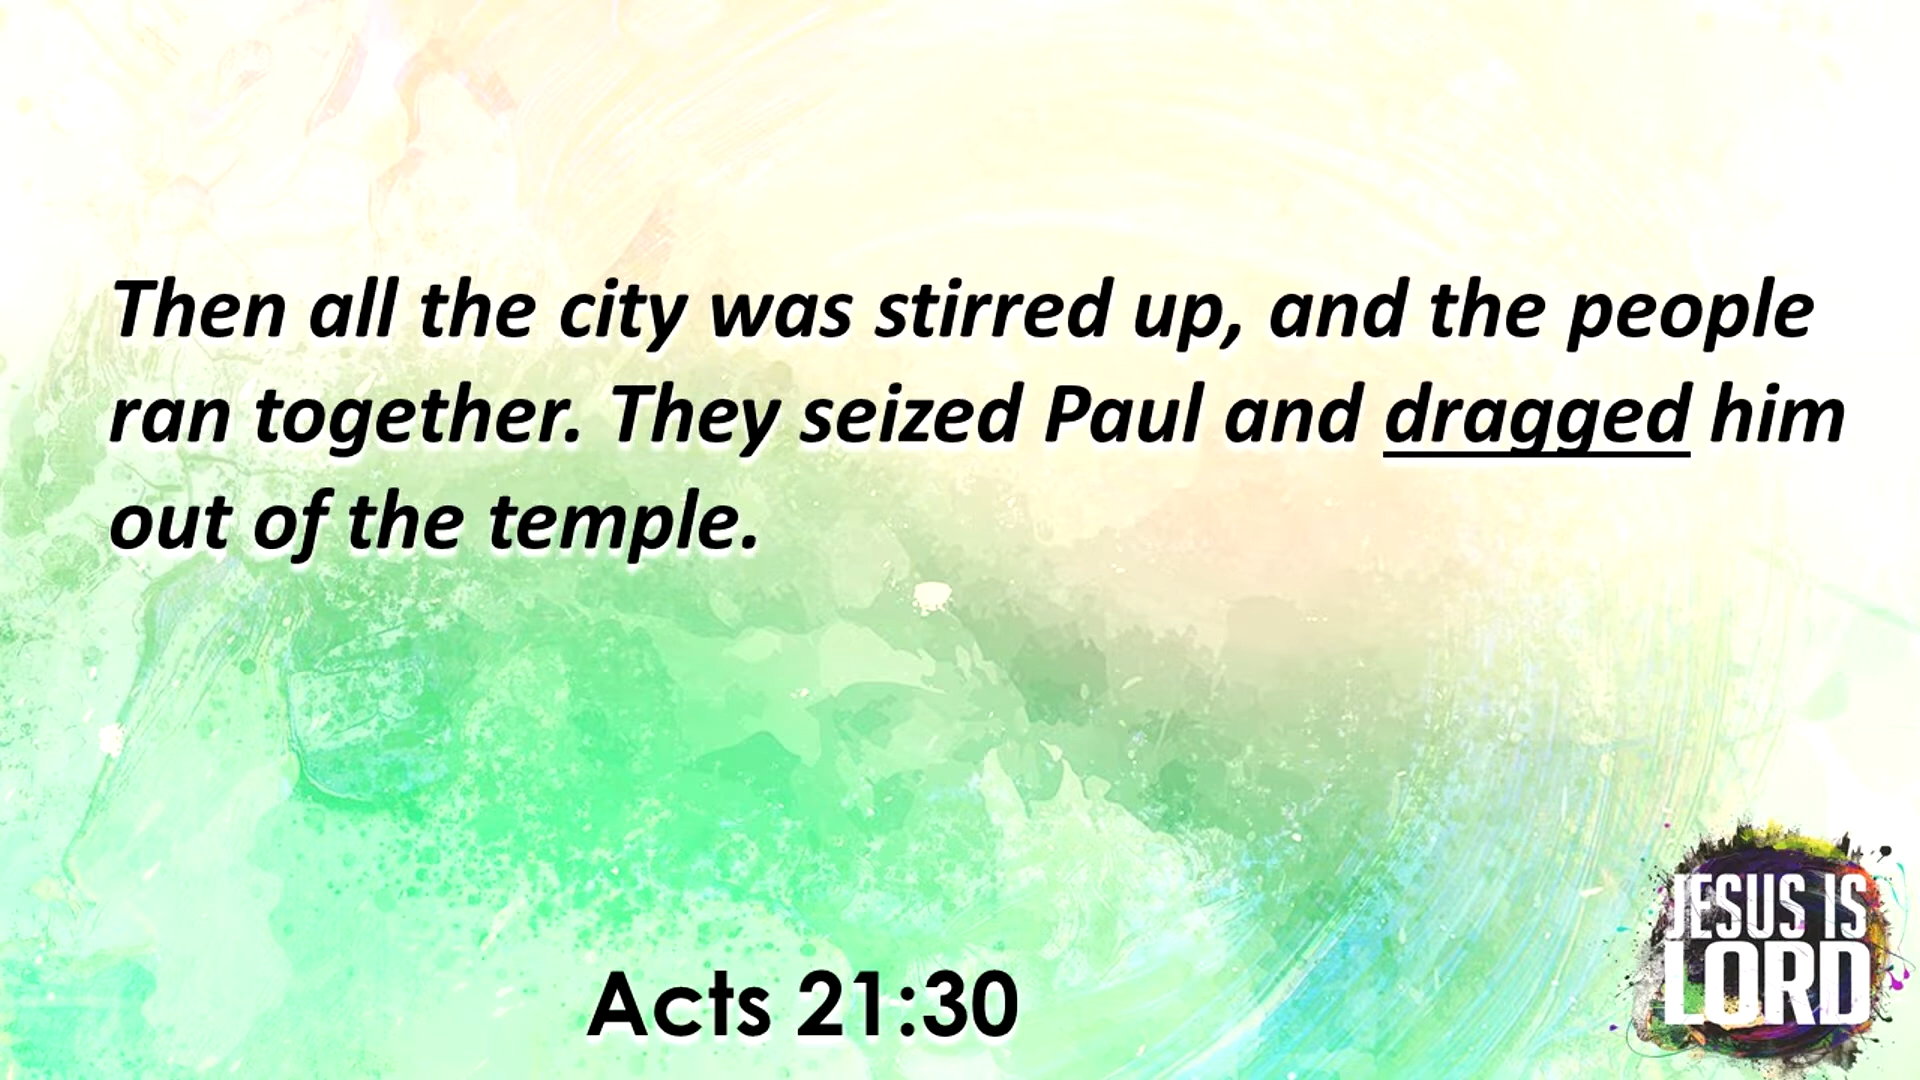 Then all the city was stirred up, and the people
ran together. They seized Paul and dragged him
out of the temple.
Acts 21:30
JESUS IS
LORD